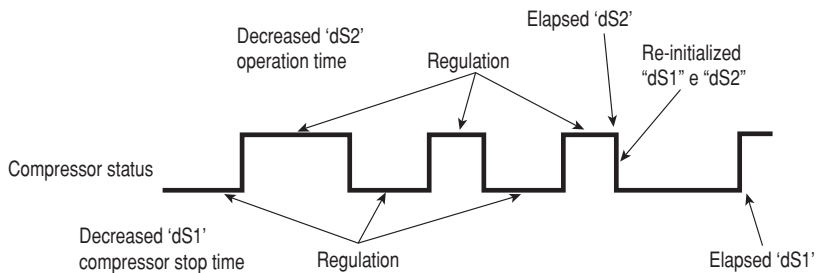 Decreased ‘dS2’
operation time
Regulation
Elapsed ‘dS2’
Re-initialized
“dS1” e “dS2”
Compressor status
Decreased ‘dS1’
compressor stop time
Regulation
Elapsed ‘dS1’